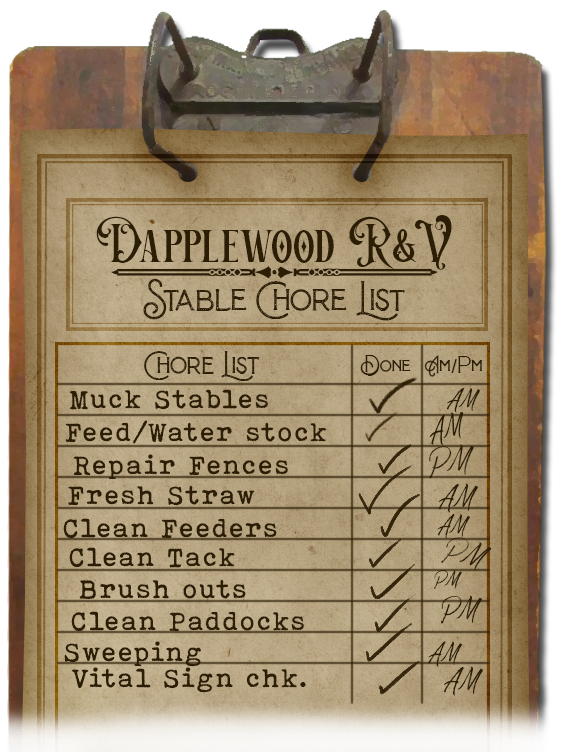 Dapplewood R&V
Stable Chore List
Chore List Done Am/Pm
Muck Stables ✓ AM
Feed/Water stock ✓ AM
Repair Fences ✓ PM
Fresh Straw ✓ AM
Clean Feeders ✓ AM
Clean Tack ✓ PM
Brush outs ✓ PM
Clean Paddocks ✓ PM
Sweeping ✓ AM
Vital Sign chk. ✓ AM